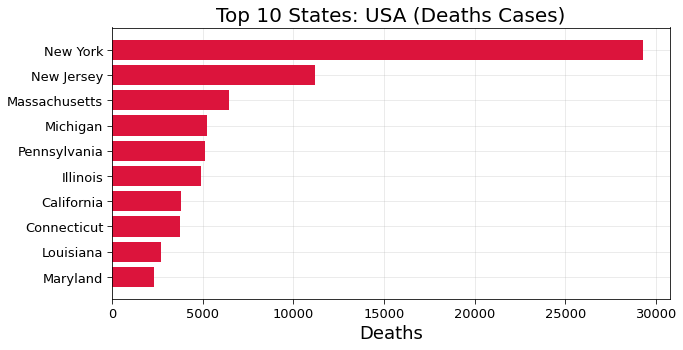 Top 10 States: USA (Deaths Cases)
New York
New Jersey
Massachusetts
Michigan
Pennsylvania
Illinois
California
Connecticut
Louisiana
Maryland
0 5000 10000 15000 20000 25000 30000
Deaths